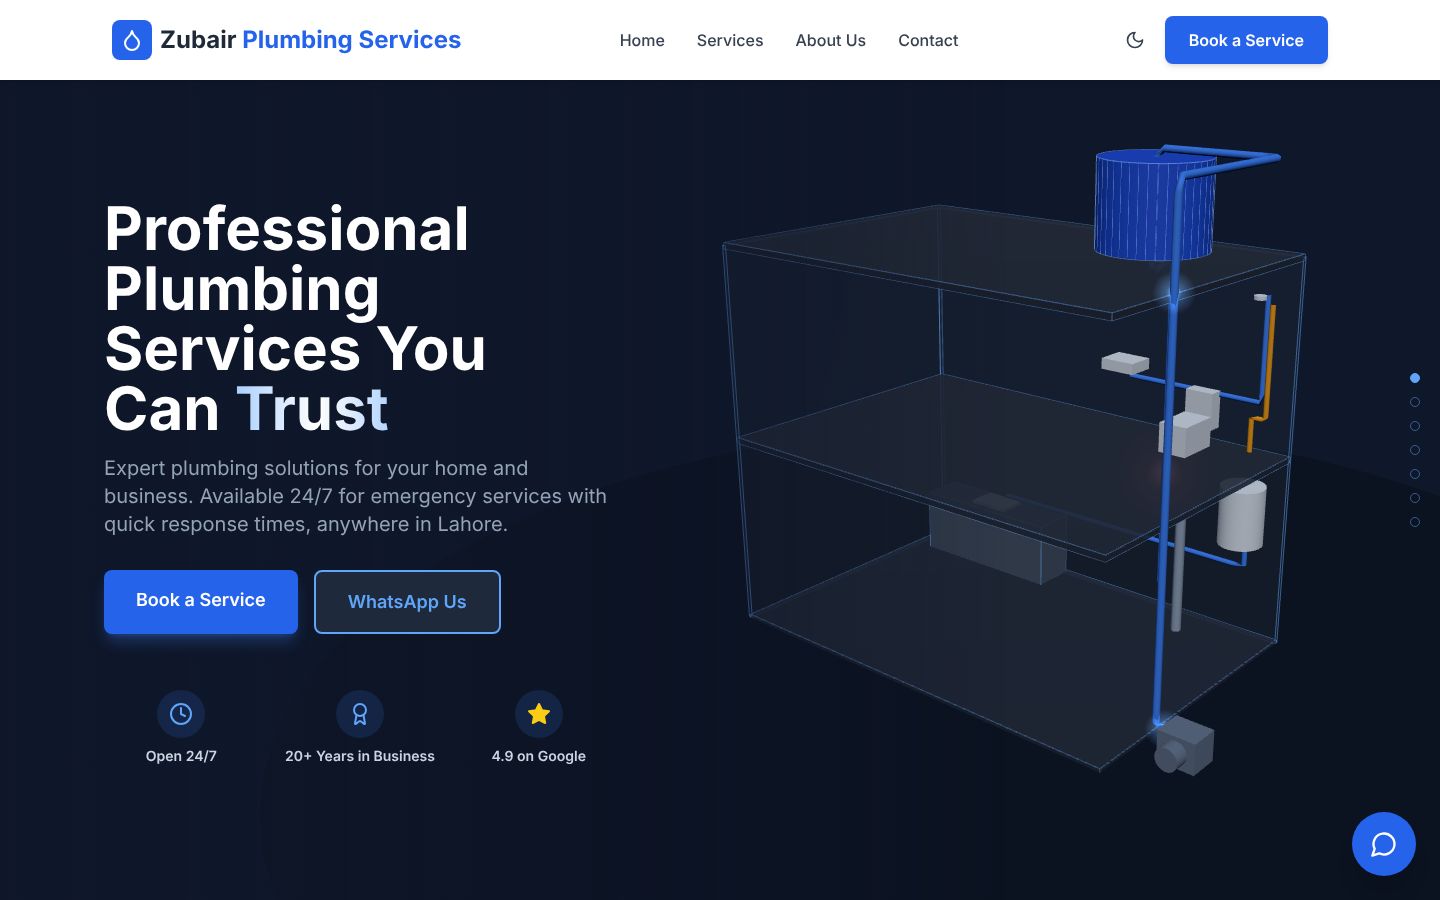 Zubair Plumbing Services
Home
Services
About Us
Contact
Book a Service
Professional
Plumbing
Services You
Can Trust
Expert plumbing solutions for your home and
business. Available 24/7 for emergency services with
quick response times, anywhere in Lahore.
Book a Service
WhatsApp Us
Open 24/7
20+ Years in Business
4.9 on Google